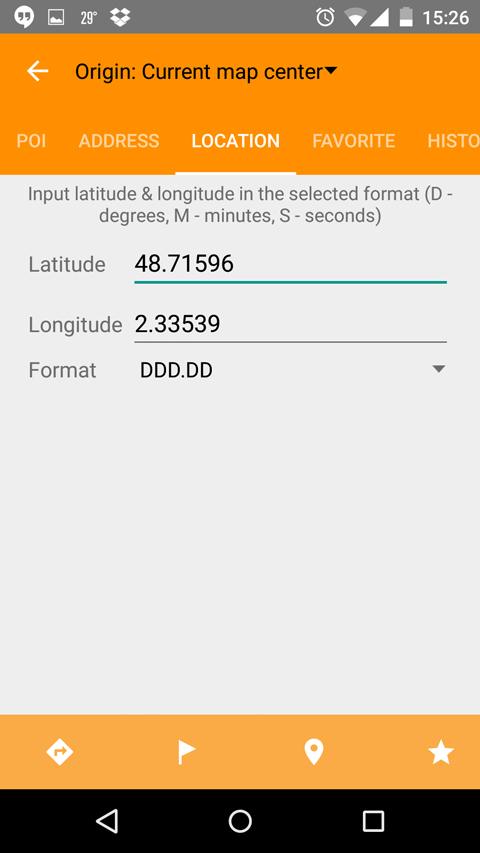 29° 15:26
Origin: Current map center
POI ADDRESS LOCATION FAVORITE HISTO
Input latitude & longitude in the selected format (D -
degrees, M - minutes, S - seconds)
Latitude 48.71596
Longitude 2.33539
Format DDD.DD